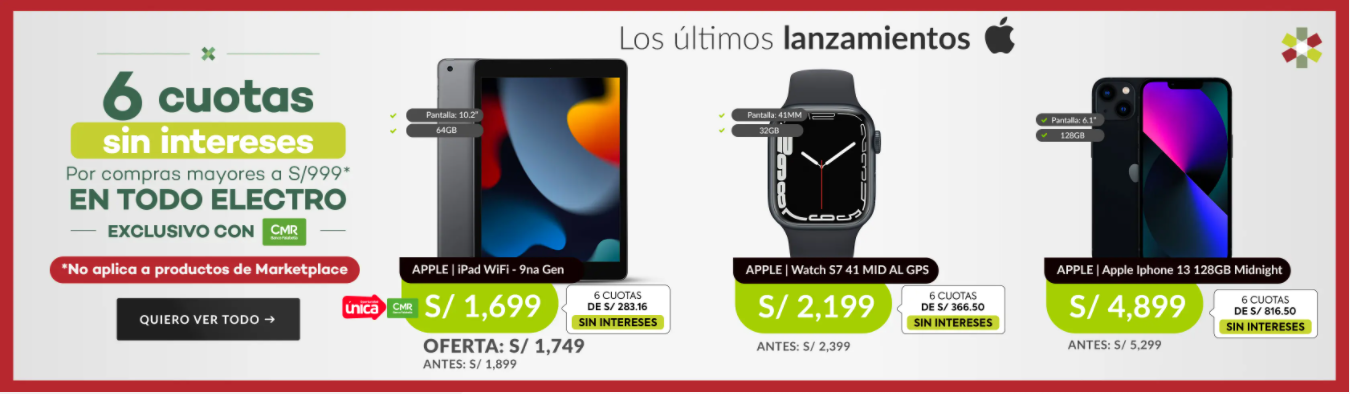 6 cuotas
sin intereses
Por compras mayores a S/999*
EN TODO ELECTRO
EXCLUSIVO CON CMR
*No aplica a productos de Marketplace
QUIERO VER TODO →
Los últimos lanzamientos
Pantalla: 10.2"
64GB
APPLE | iPad WiFi - 9na Gen
única CMR S/ 1,699
6 CUOTAS
DE S/ 283.16
SIN INTERESES
OFERTA: S/ 1,749
ANTES: S/ 1,899
Pantalla: 41MM
32GB
APPLE | Watch S7 41 MID AL GPS
S/ 2,199
6 CUOTAS
DE S/ 366.50
SIN INTERESES
ANTES: S/ 2,399
Pantalla: 6.1"
128GB
APPLE | Apple Iphone 13 128GB Midnight
S/ 4,899
6 CUOTAS
DE S/ 816.50
SIN INTERESES
ANTES: S/ 5,299